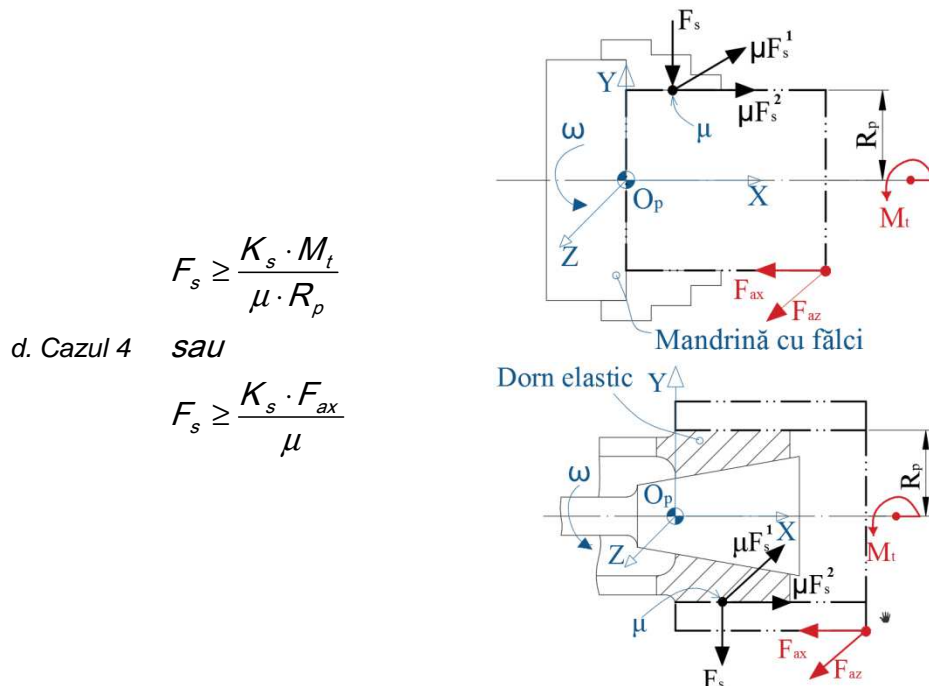 F_s ≥ K_s · M_t / μ · R_p
d. Cazul 4 sau
F_s ≥ K_s · F_ax / μ
F_s
μF_s^1
Y
μF_s^2
μ
ω
R_p
O_p
X
M_t
Z
F_ax
F_az
Mandrină cu fălci
Dorn elastic
Y
R_p
ω
O_p
X
Z
μF_s^1
M_t
μF_s^2
μ
F_ax
F_az
F_s